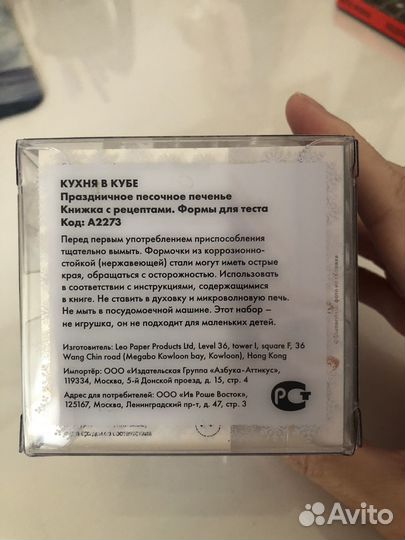 КУХНЯ В КУБЕ
Праздничное песочное печенье
Книжка с рецептами. Формы для теста
Код: А2273
Перед первым употреблением приспособления
тщательно вымыть. Формочки из коррозионно-
стойкой (нержавеющей) стали могут иметь острые
края, обращаться с осторожностью. Использовать
в соответствии с инструкциями, содержащимися
в книге. Не ставить в духовку и микроволновую печь.
Не мыть в посудомоечной машине. Этот набор –
не игрушка, он не подходит для маленьких детей.
Изготовитель: Leo Paper Products Ltd, Level 36, tower I, square F, 36
Wang Chin road (Megabo Kowloon bay, Kowloon), Hong Kong
Импортёр: ООО «Издательская Группа «Азбука-Аттикус»,
119334, Москва, 5-й Донской проезд, д. 15, стр. 4
Адрес для потребителей: ООО «Ив Роше Восток»,
125167, Москва, Ленинградский пр-т, д. 47, стр. 3
РСТ
Avito